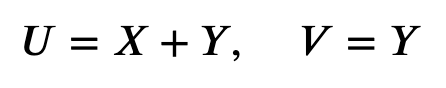 U = X + Y, V = Y